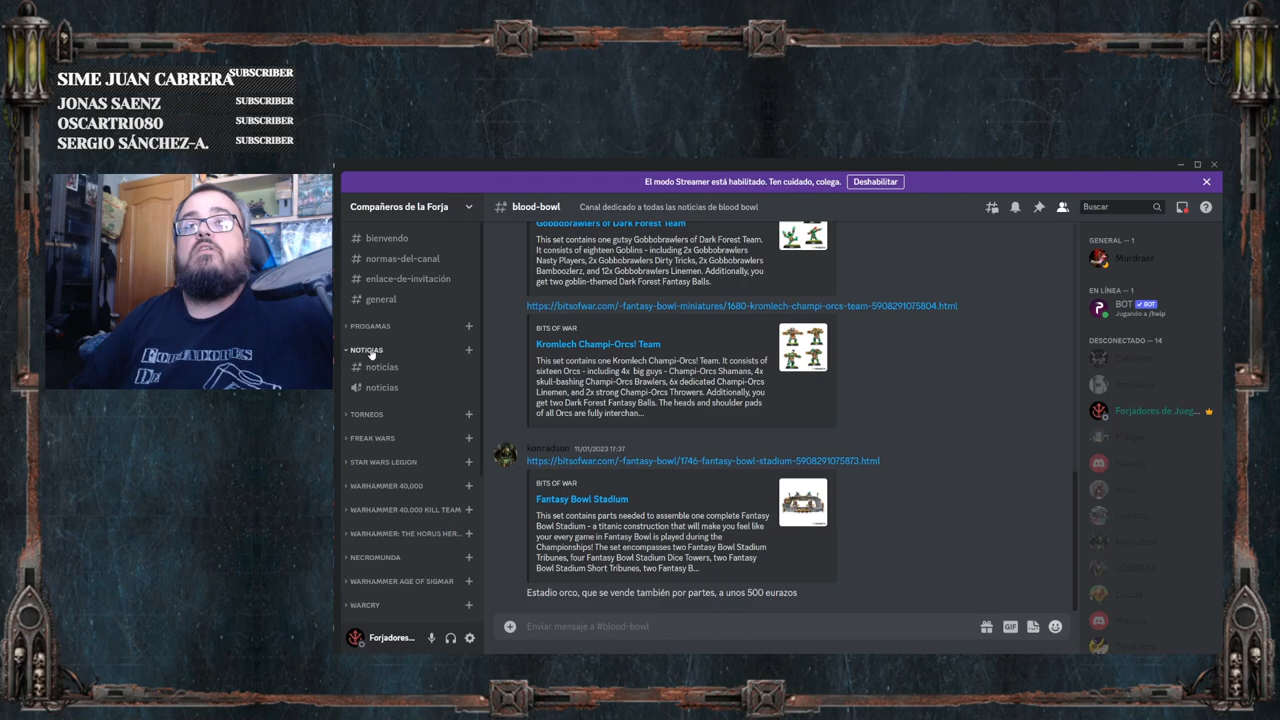 SIME JUAN CABRERA SUBSCRIBER
JONAS SAENZ SUBSCRIBER
OSCARTRI080 SUBSCRIBER
SERGIO SÁNCHEZ-A. SUBSCRIBER
FORJADORES
DE
El modo Streamer está habilitado. Ten cuidado, colega. Deshabilitar
Compañeros de la Forja
# blood-bowl Canal dedicado a todas las noticias de blood bowl
Buscar
# bienvendo
# normas-del-canal
# enlace-de-invitación
# general
PROGAMAS
NOTICIAS
# noticias
noticias
TORNEOS
FREAK WARS
STAR WARS LEGION
WARHAMMER 40,000
WARHAMMER 40.000 KILL TEAM
WARHAMMER: THE HORUS HER...
NECROMUNDA
WARHAMMER AGE OF SIGMAR
WARCRY
Forjadores...
Gobbobrawlers of Dark Forest Team
This set contains one gutsy Gobbobrawlers of Dark Forest Team.
It consists of eighteen Goblins - including 2x Gobbobrawlers
Nasty Players, 2x Gobbobrawlers Dirty Tricks, 2x Gobbobrawlers
Bamboozlerz, and 12x Gobbobrawlers Linemen. Additionally, you
get two goblin-themed Dark Forest Fantasy Balls.
https://bitsofwar.com/-fantasy-bowl-miniatures/1680-kromlech-champi-orcs-team-5908291075804.html
BITS OF WAR
Kromlech Champi-Orcs! Team
This set contains one Kromlech Champi-Orcs! Team. It consists of
sixteen Orcs - including 4x big guys - Champi-Orcs Shamans, 4x
skull-bashing Champi-Orcs Brawlers, 6x dedicated Champi-Orcs
Linemen, and 2x strong Champi-Orcs Throwers. Additionally, you
get two Dark Forest Fantasy Balls. The heads and shoulder pads
of all Orcs are fully interchan...
konradson 11/01/2023 17:37
https://bitsofwar.com/-fantasy-bowl/1746-fantasy-bowl-stadium-5908291075873.html
BITS OF WAR
Fantasy Bowl Stadium
This set contains parts needed to assemble one complete Fantasy
Bowl Stadium - a titanic construction that will make you feel like
your every game in Fantasy Bowl is played during the
Championships! The set encompasses two Fantasy Bowl Stadium
Tribunes, four Fantasy Bowl Stadium Dice Towers, two Fantasy
Bowl Stadium Short Tribunes, two Fantasy B...
Estadio orco, que se vende también por partes, a unos 500 eurazos
Enviar mensaje a #blood-bowl
GIF
GENERAL — 1
Murdraer
EN LÍNEA — 1
BOT BOT
Jugando a /help
DESCONECTADO — 14
Forjadores de Jueg...